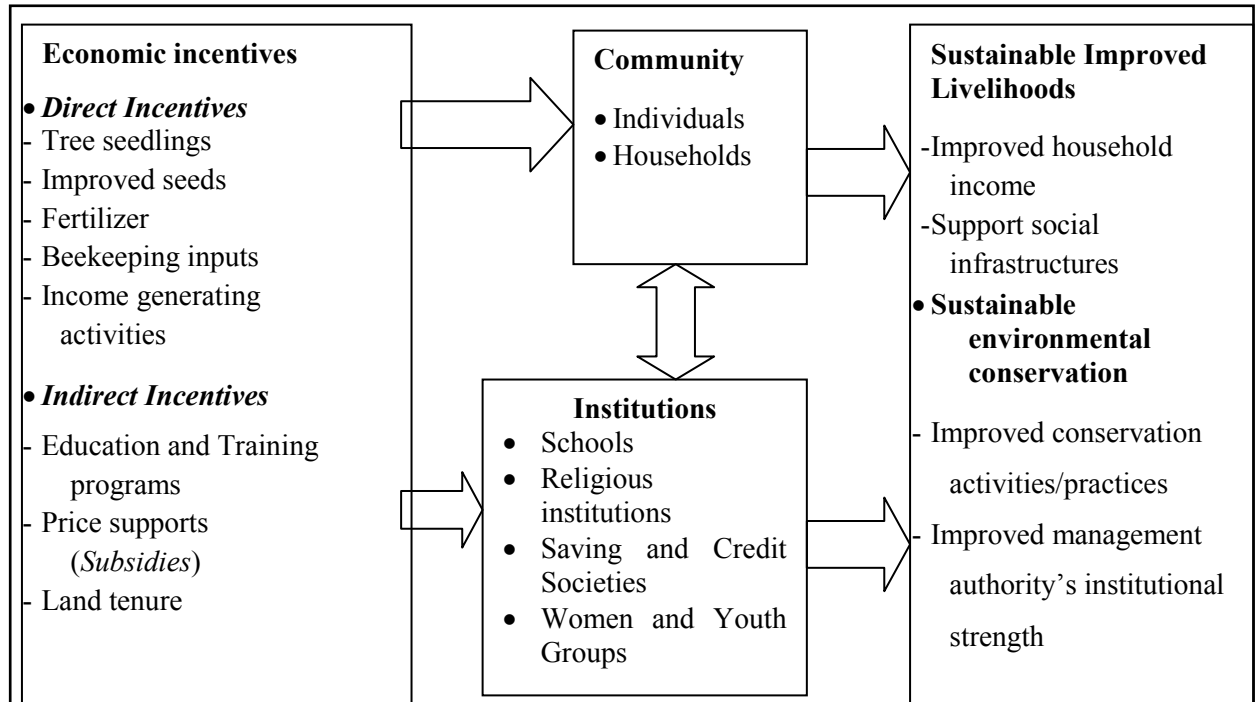 Economic incentives
• Direct Incentives
- Tree seedlings
- Improved seeds
- Fertilizer
- Beekeeping inputs
- Income generating
activities
• Indirect Incentives
- Education and Training
programs
- Price supports
(Subsidies)
- Land tenure
Community
• Individuals
• Households
Institutions
• Schools
• Religious
institutions
• Saving and Credit
Societies
• Women and Youth
Groups
Sustainable Improved
Livelihoods
-Improved household
income
-Support social
infrastructures
• Sustainable
environmental
conservation
- Improved conservation
activities/practices
- Improved management
authority’s institutional
strength